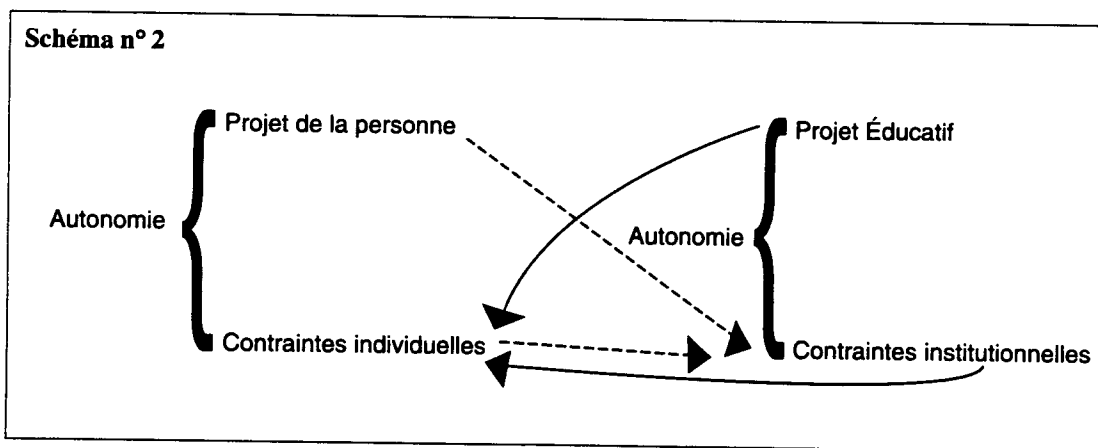 Schéma n° 2
Projet de la personne
Projet Éducatif
Autonomie
Autonomie
Contraintes individuelles
Contraintes institutionnelles